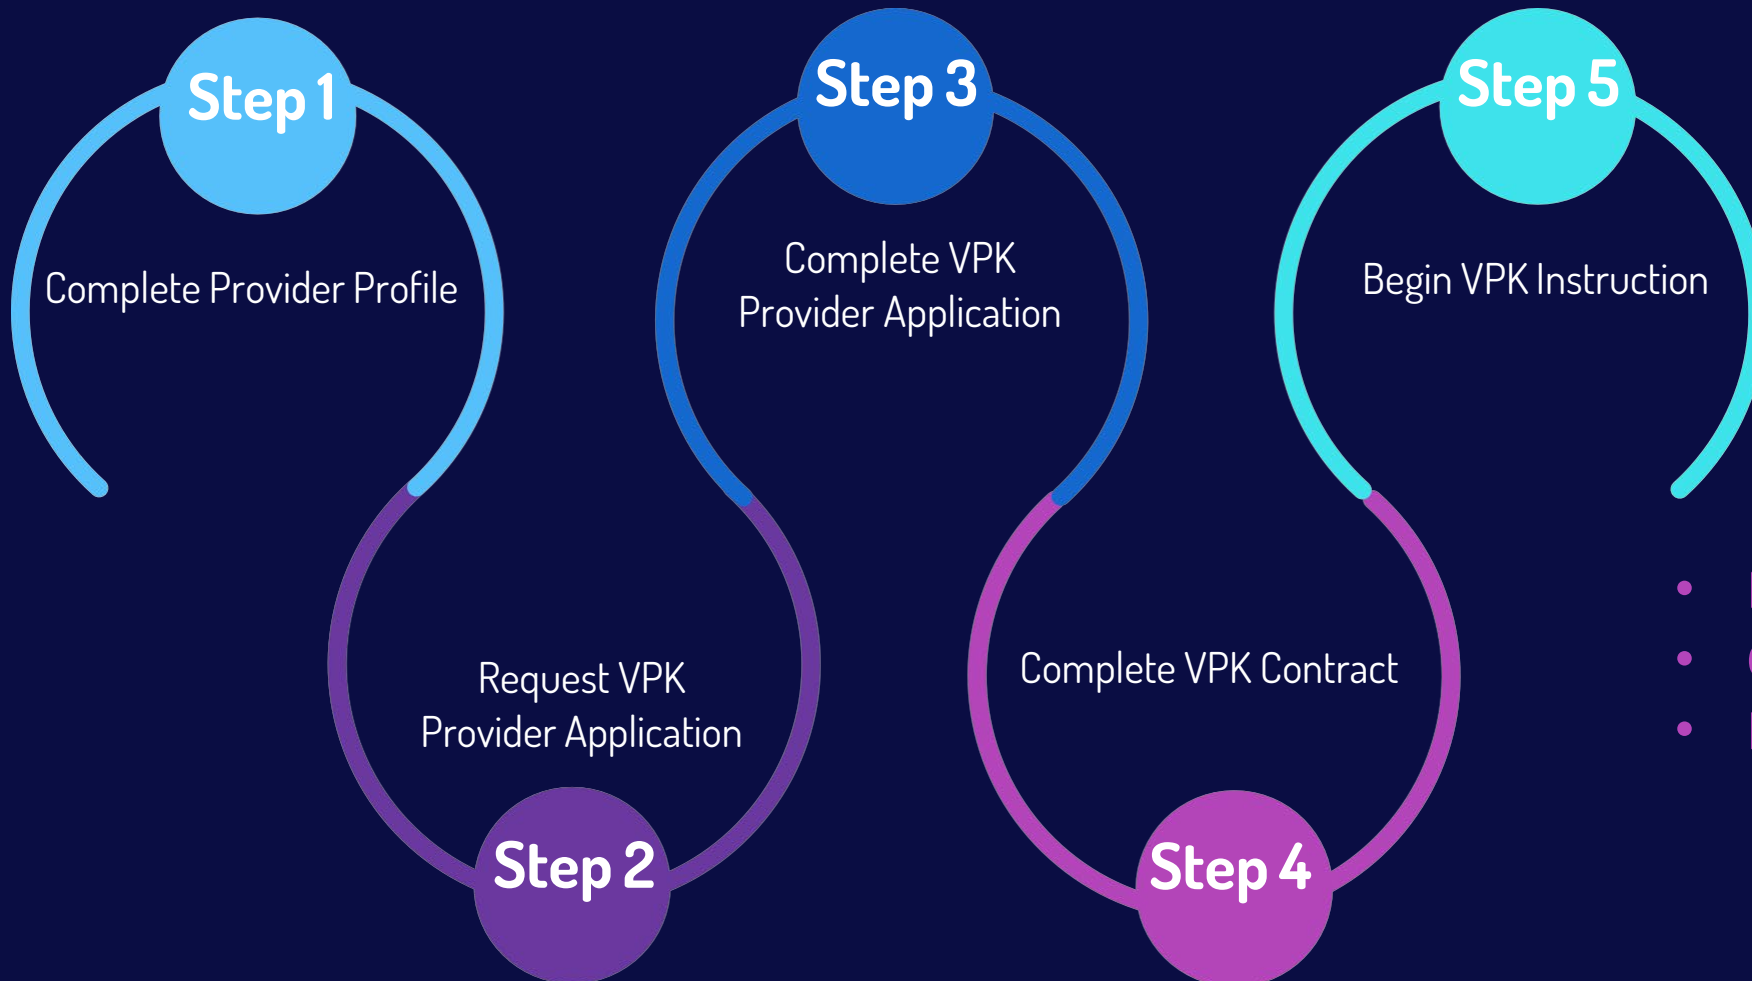 Step 1
Complete Provider Profile
Request VPK
Provider Application
Step 2
Step 3
Complete VPK
Provider Application
Complete VPK Contract
Step 4
Step 5
Begin VPK Instruction